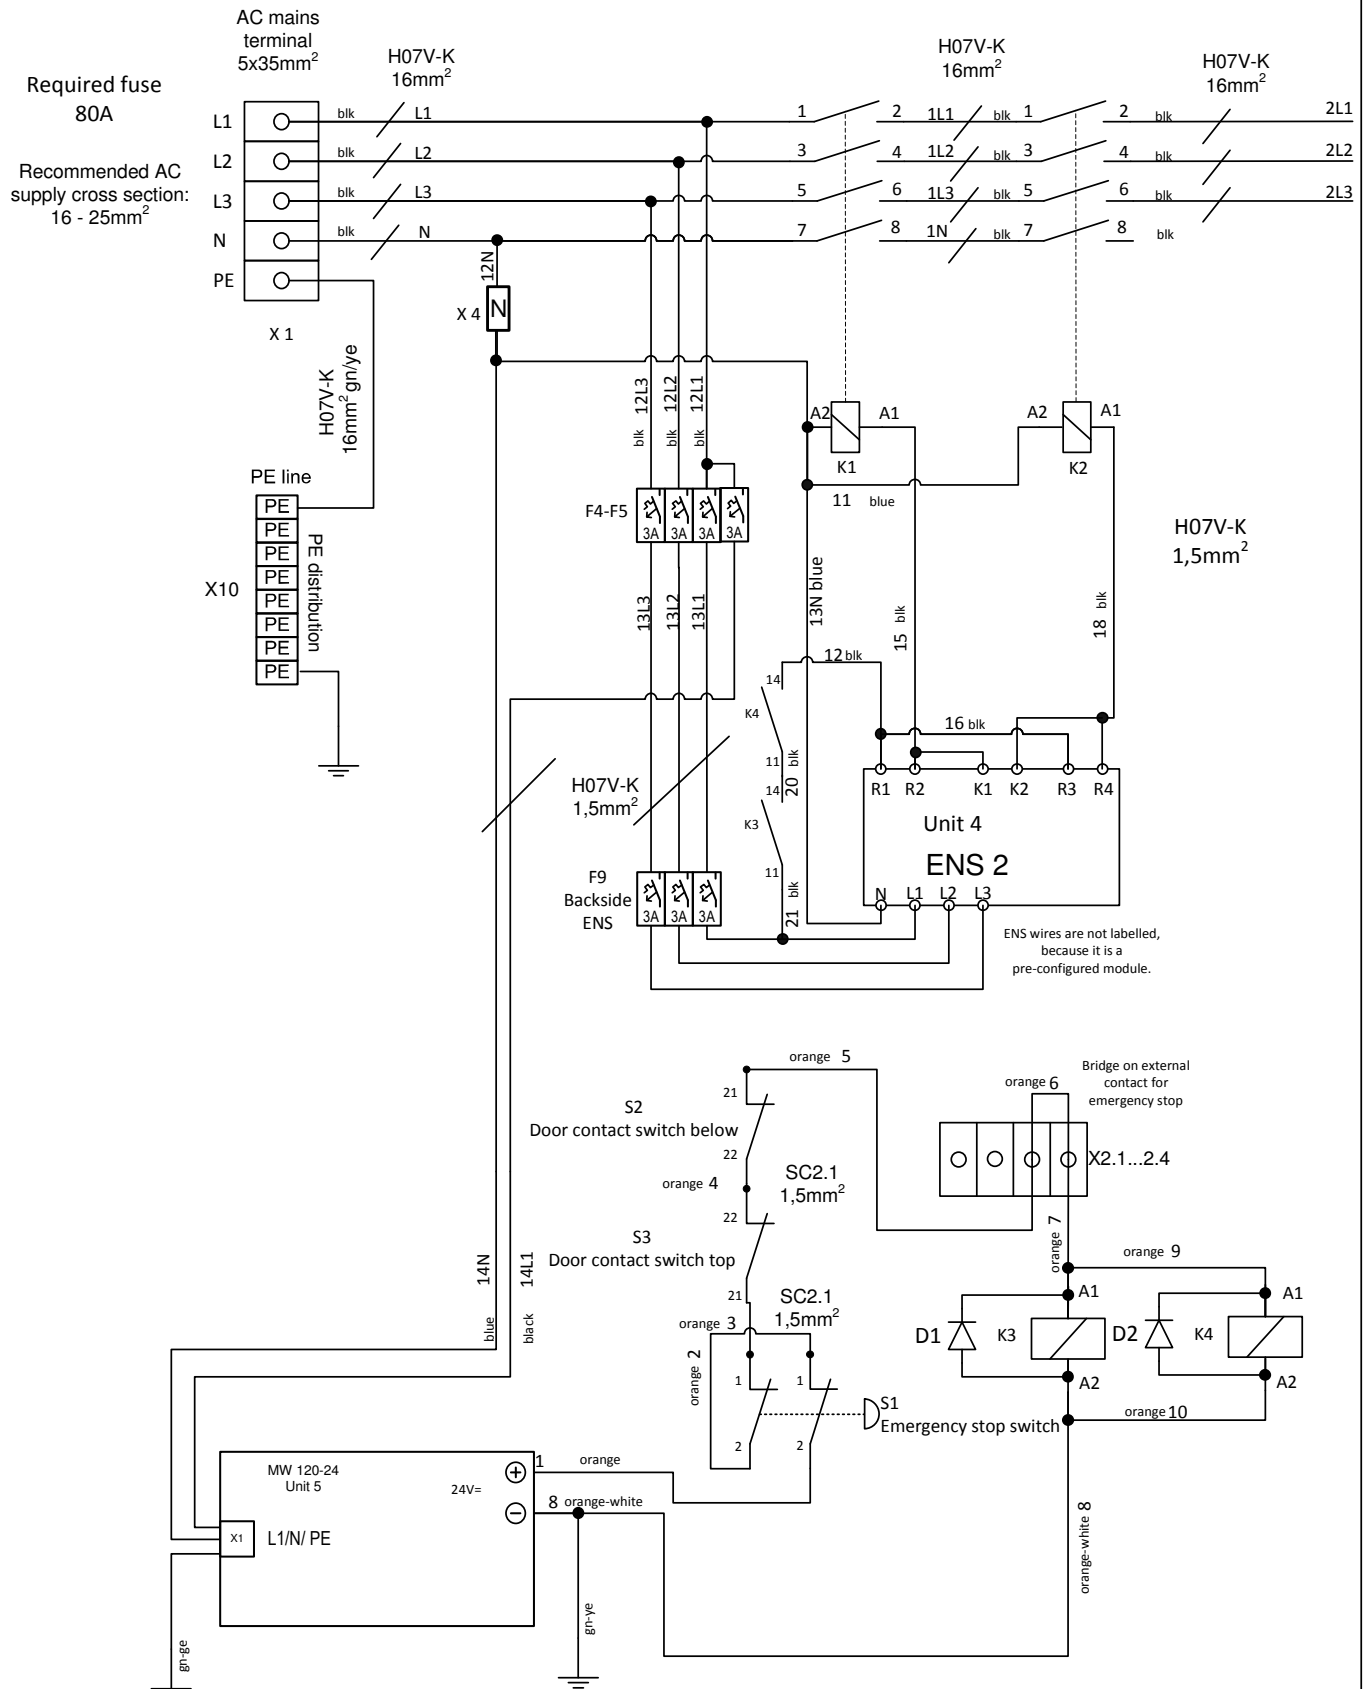 AC mains
terminal
5x35mm²
Required fuse
80A
Recommended AC
supply cross section:
16 - 25mm²
H07V-K
16mm²
H07V-K
16mm²
H07V-K
16mm²
L1 blk L1 1 2 1L1 blk 1 2 blk 2L1
L2 blk L2 3 4 1L2 blk 3 4 blk 2L2
L3 blk L3 5 6 1L3 blk 5 6 blk 2L3
N blk N 7 8 1N blk 7 8 blk
PE
X 1
12N
X 4 N
H07V-K
16mm² gn/ye
12L3
12L2
12L1
blk
blk
blk
A2 A1
K1
A2 A1
K2
11 blue
PE line
PE
PE
PE
PE
PE
PE
PE
PE
PE distribution
X10
F4-F5
3A 3A 3A 3A
H07V-K
1,5mm²
13L3
13L2
13L1
13N blue
15 blk
18 blk
12 blk
14
K4
11
20 blk
14
K3
11
21 blk
16 blk
R1 R2 K1 K2 R3 R4
Unit 4
ENS 2
N L1 L2 L3
H07V-K
1,5mm²
F9
Backside
ENS
3A 3A 3A
ENS wires are not labelled,
because it is a
pre-configured module.
orange 5
21
S2
Door contact switch below
22
orange 4
SC2.1
1,5mm²
22
S3
Door contact switch top
21
SC2.1
1,5mm²
orange 3
orange 2
1 1
2 2
S1
Emergency stop switch
orange 6
Bridge on external
contact for
emergency stop
X2.1...2.4
orange 7
orange 9
A1
D1 K3
A2
A1
D2 K4
A2
orange 10
orange-white 8
14N
blue
14L1
black
MW 120-24
Unit 5
24V=
1 orange
8 orange-white
X1 L1/N/ PE
gn-ge
gn-ye